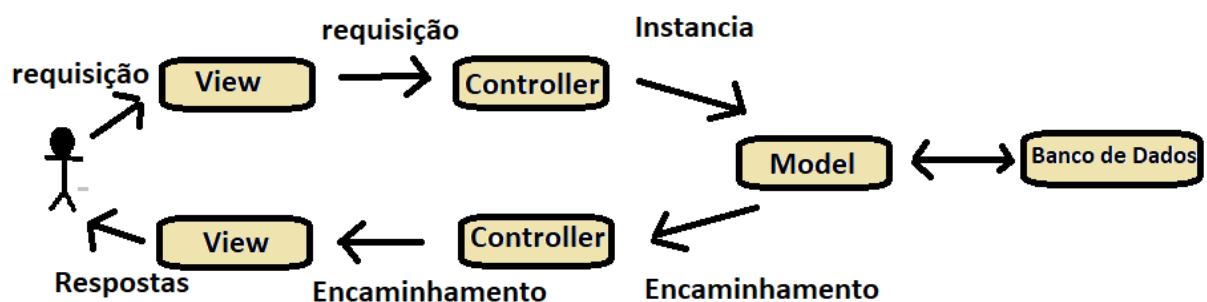 requisição
View
requisição
Controller
Instancia
Model
Banco de Dados
Encaminhamento
Controller
Encaminhamento
View
Respostas